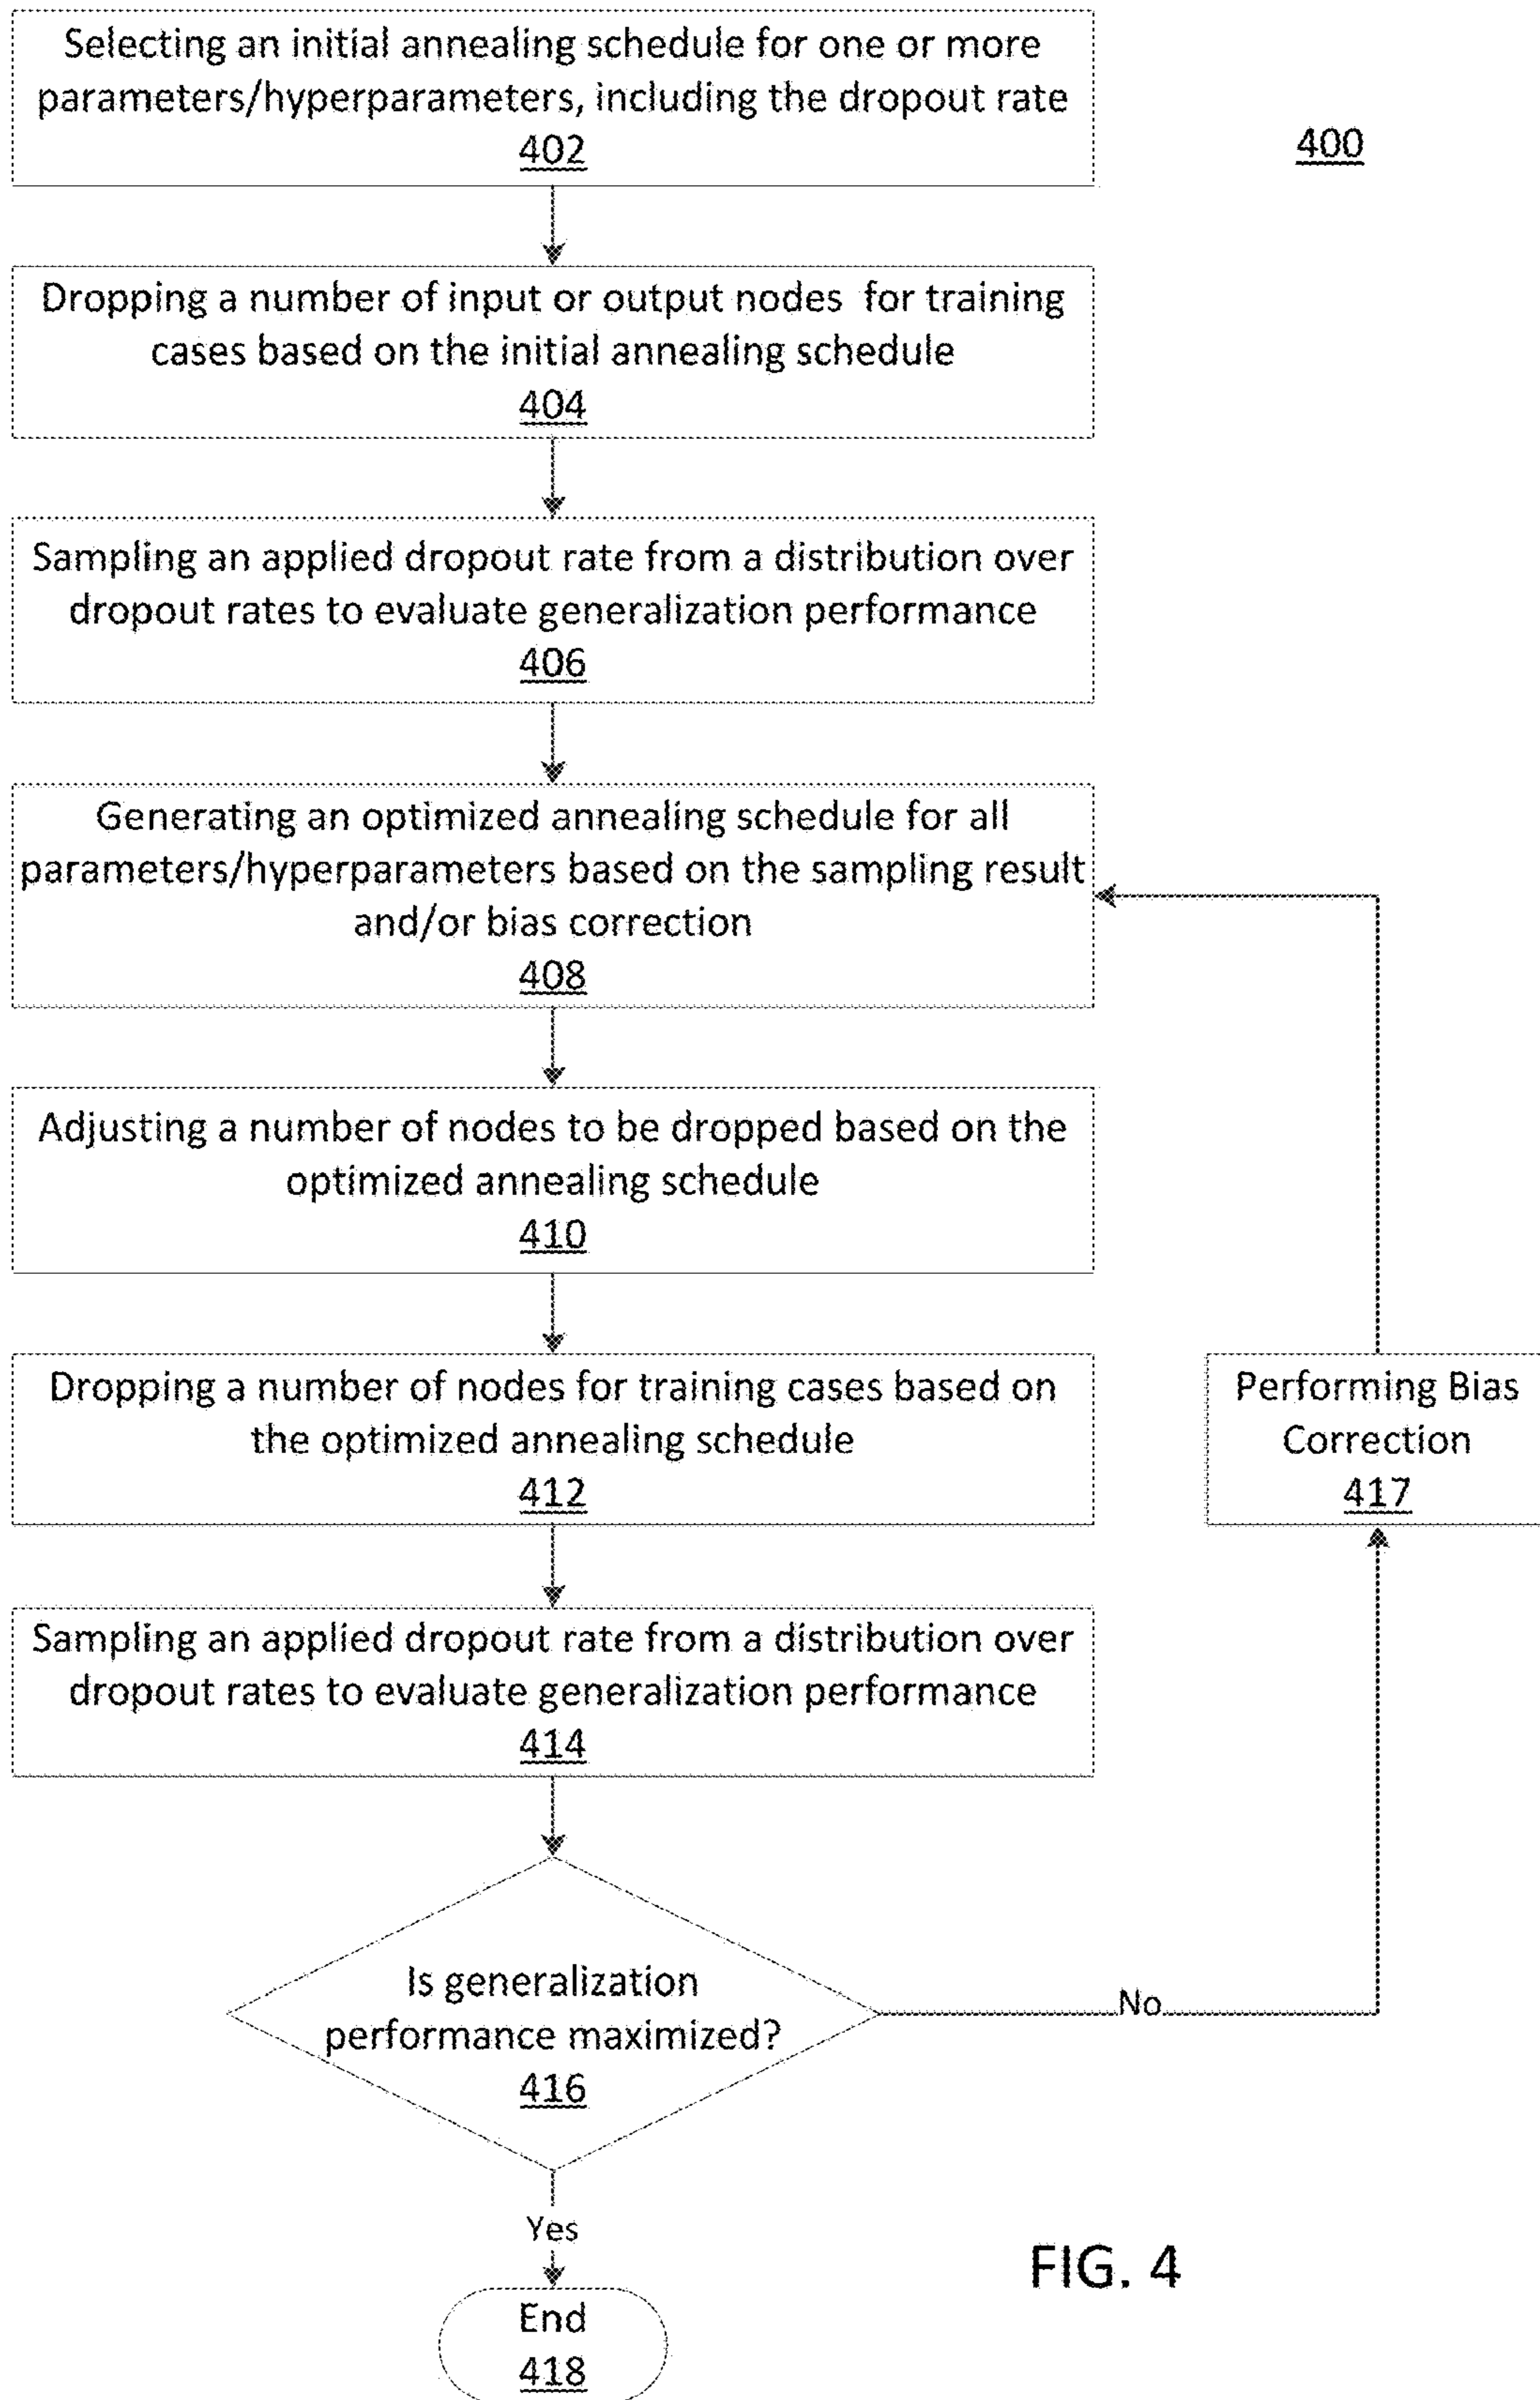 Selecting an initial annealing schedule for one or more
parameters/hyperparameters, including the dropout rate
402
400
Dropping a number of input or output nodes for training
cases based on the initial annealing schedule
404
Sampling an applied dropout rate from a distribution over
dropout rates to evaluate generalization performance
406
Generating an optimized annealing schedule for all
parameters/hyperparameters based on the sampling result
and/or bias correction
408
Adjusting a number of nodes to be dropped based on the
optimized annealing schedule
410
Dropping a number of nodes for training cases based on
the optimized annealing schedule
412
Performing Bias
Correction
417
Sampling an applied dropout rate from a distribution over
dropout rates to evaluate generalization performance
414
Is generalization
performance maximized?
416
No
Yes
End
418
FIG. 4